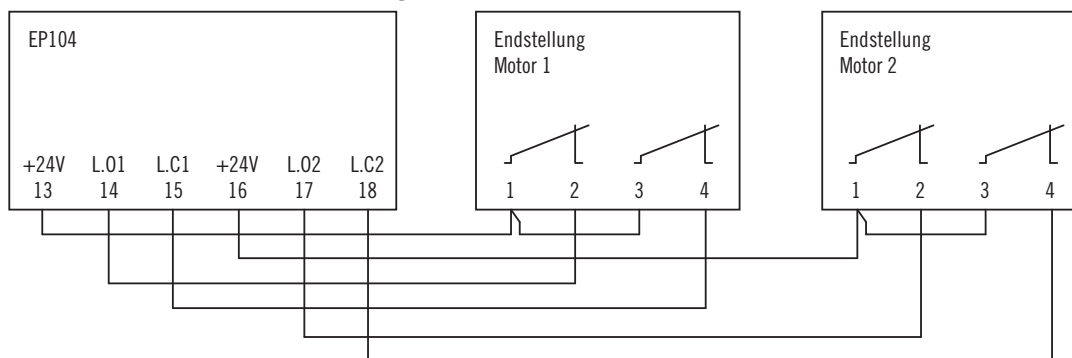 EP104
+24V L.O1 L.C1 +24V L.O2 L.C2
13 14 15 16 17 18
Endstellung
Motor 1
1 2 3 4
Endstellung
Motor 2
1 2 3 4